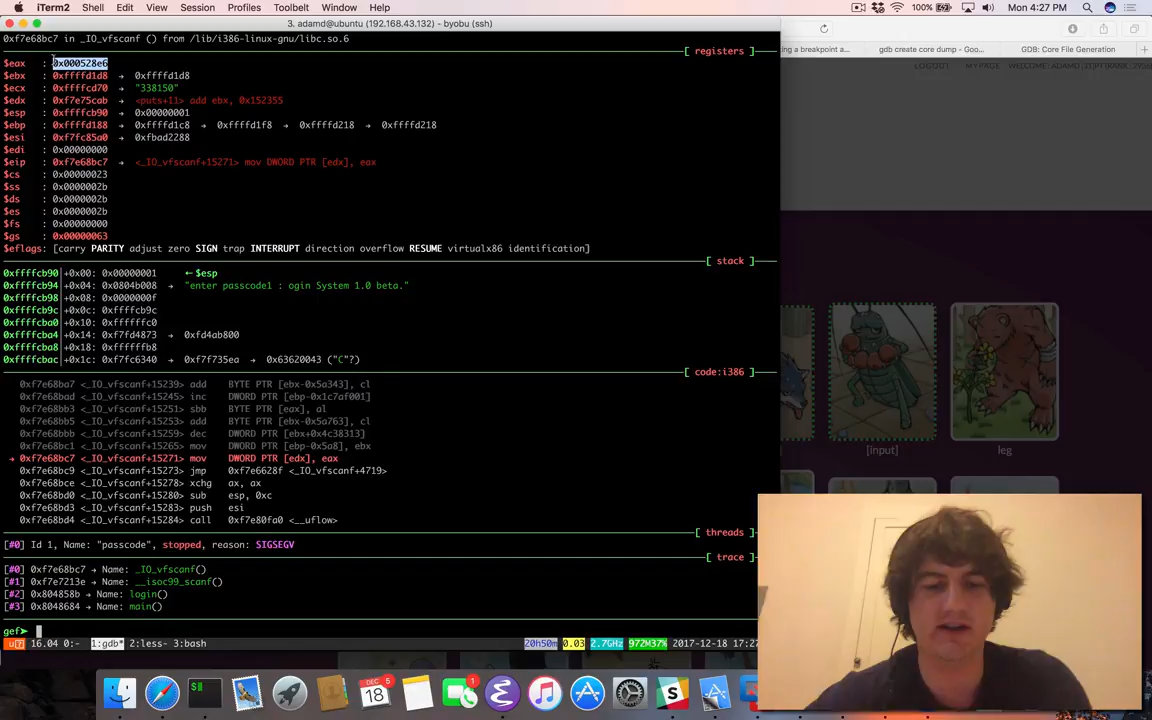 iTerm2 Shell Edit View Session Profiles Toolbelt Window Help 100% Mon 4:27 PM
3. adamd@ubuntu (192.168.43.132) - byobu (ssh)
0xf7e68bc7 in _IO_vfscanf () from /lib/i386-linux-gnu/libc.so.6
[ registers ]
$eax : 0x000528e6
$ebx : 0xffffd1d8 → 0xffffd1d8
$ecx : 0xffffcd70 → "338150"
$edx : 0xf7e75cab → <puts+11> add ebx, 0x152355
$esp : 0xffffcb90 → 0x00000001
$ebp : 0xffffd188 → 0xffffd1c8 → 0xffffd1f8 → 0xffffd218 → 0xffffd218
$esi : 0xf7fc85a0 → 0xfbad2288
$edi : 0x00000000
$eip : 0xf7e68bc7 → <_IO_vfscanf+15271> mov DWORD PTR [edx], eax
$cs : 0x00000023
$ss : 0x0000002b
$ds : 0x0000002b
$es : 0x0000002b
$fs : 0x00000000
$gs : 0x00000063
$eflags: [carry PARITY adjust zero SIGN trap INTERRUPT direction overflow RESUME virtualx86 identification]
[ stack ]
0xffffcb90│+0x00: 0x00000001 ←$esp
0xffffcb94│+0x04: 0x0804b008 → "enter passcode1 : ogin System 1.0 beta."
0xffffcb98│+0x08: 0x0000000f
0xffffcb9c│+0x0c: 0xffffcb9c
0xffffcba0│+0x10: 0xffffffc0
0xffffcba4│+0x14: 0xf7fd4873 → 0xfd4ab800
0xffffcba8│+0x18: 0xffffffb8
0xffffcbac│+0x1c: 0xf7fc6340 → 0xf7f735ea → 0x63620043 ("C"?)
[ code:i386 ]
0xf7e68ba7 <_IO_vfscanf+15239> add BYTE PTR [ebx-0x5a343], cl
0xf7e68bad <_IO_vfscanf+15245> inc DWORD PTR [ebp-0x1c7af001]
0xf7e68bb3 <_IO_vfscanf+15251> sbb BYTE PTR [eax], al
0xf7e68bb5 <_IO_vfscanf+15253> add BYTE PTR [ebx-0x5a763], cl
0xf7e68bbb <_IO_vfscanf+15259> dec DWORD PTR [ebx+0x4c38313]
0xf7e68bc1 <_IO_vfscanf+15265> mov DWORD PTR [ebp-0x5a8], ebx
→ 0xf7e68bc7 <_IO_vfscanf+15271> mov DWORD PTR [edx], eax
0xf7e68bc9 <_IO_vfscanf+15273> jmp 0xf7e6628f <_IO_vfscanf+4719>
0xf7e68bce <_IO_vfscanf+15278> xchg ax, ax
0xf7e68bd0 <_IO_vfscanf+15280> sub esp, 0xc
0xf7e68bd3 <_IO_vfscanf+15283> push esi
0xf7e68bd4 <_IO_vfscanf+15284> call 0xf7e80fa0 <__uflow>
[ threads ]
[#0] Id 1, Name: "passcode", stopped, reason: SIGSEGV
[ trace ]
[#0] 0xf7e68bc7 → Name: _IO_vfscanf()
[#1] 0xf7e7213e → Name: __isoc99_scanf()
[#2] 0x804858b → Name: login()
[#3] 0x8048684 → Name: main()
gef>
16.04 0:- 1:gdb* 2:less- 3:bash 20h50m 0.03 2.7GHz 972M37% 2017-12-18 17:27
ing a breakpoint a... gdb create core dump - Goo... GDB: Core File Generation
[input] leg
DEC 18
1